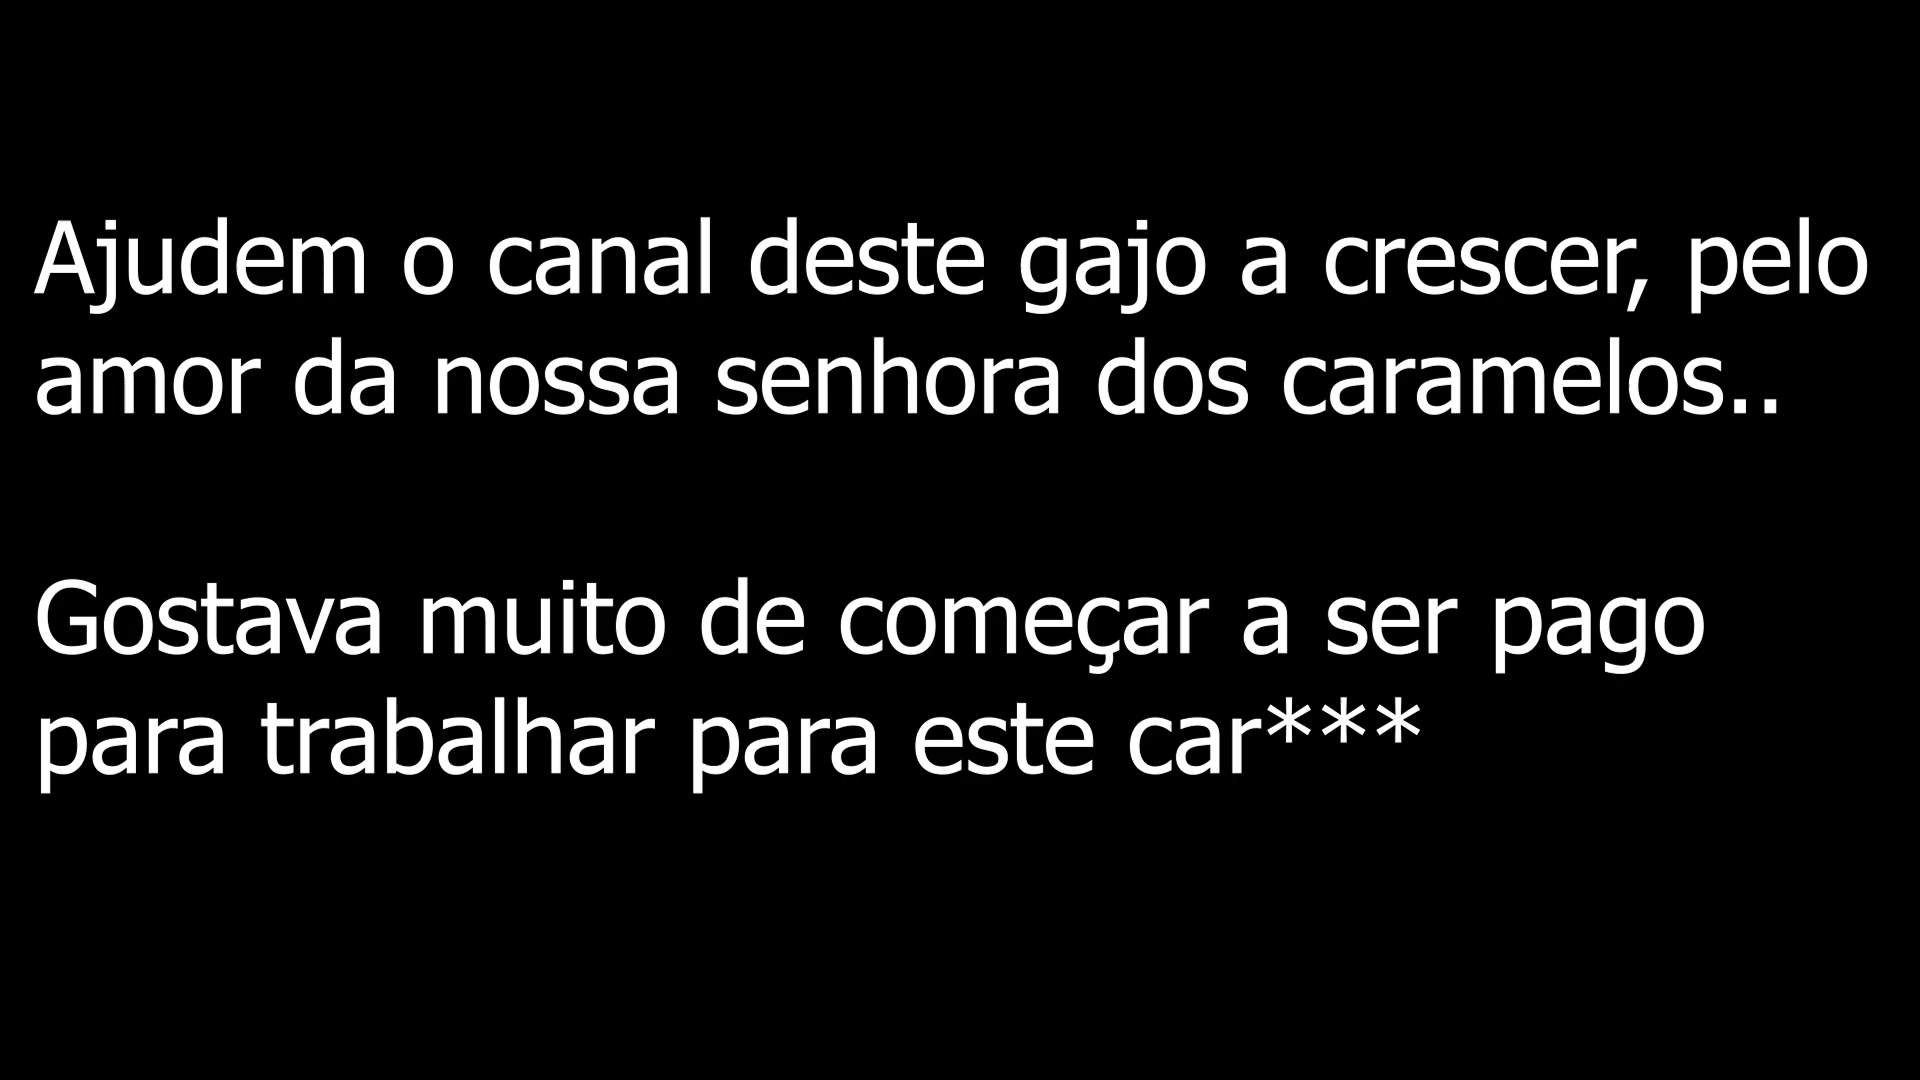 Ajudem o canal deste gajo a crescer, pelo
amor da nossa senhora dos caramelos..
Gostava muito de começar a ser pago
para trabalhar para este car***